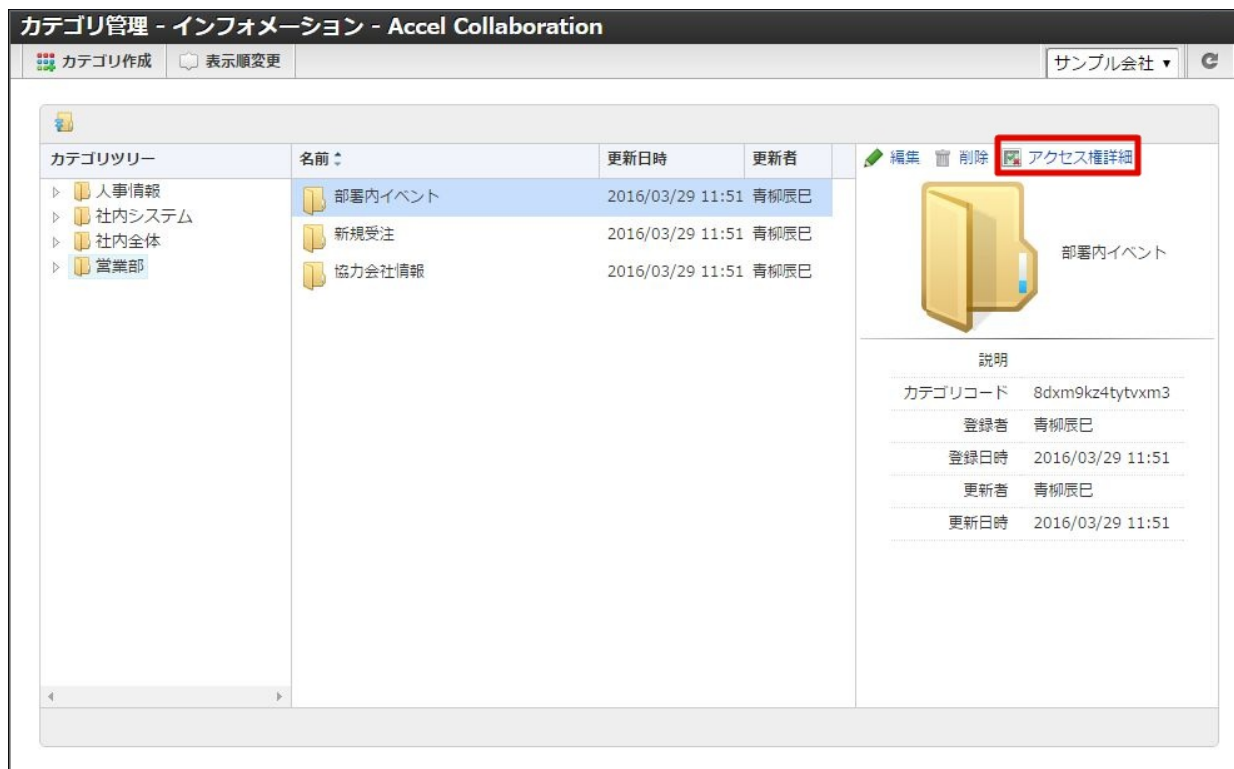 カテゴリ管理 - インフォメーション - Accel Collaboration
カテゴリ作成 表示順変更 サンプル会社
カテゴリツリー
人事情報
社内システム
社内全体
営業部
名前 更新日時 更新者
部署内イベント 2016/03/29 11:51 青柳辰巳
新規受注 2016/03/29 11:51 青柳辰巳
協力会社情報 2016/03/29 11:51 青柳辰巳
編集 削除 アクセス権詳細
部署内イベント
説明
カテゴリコード 8dxm9kz4tytvxm3
登録者 青柳辰巳
登録日時 2016/03/29 11:51
更新者 青柳辰巳
更新日時 2016/03/29 11:51